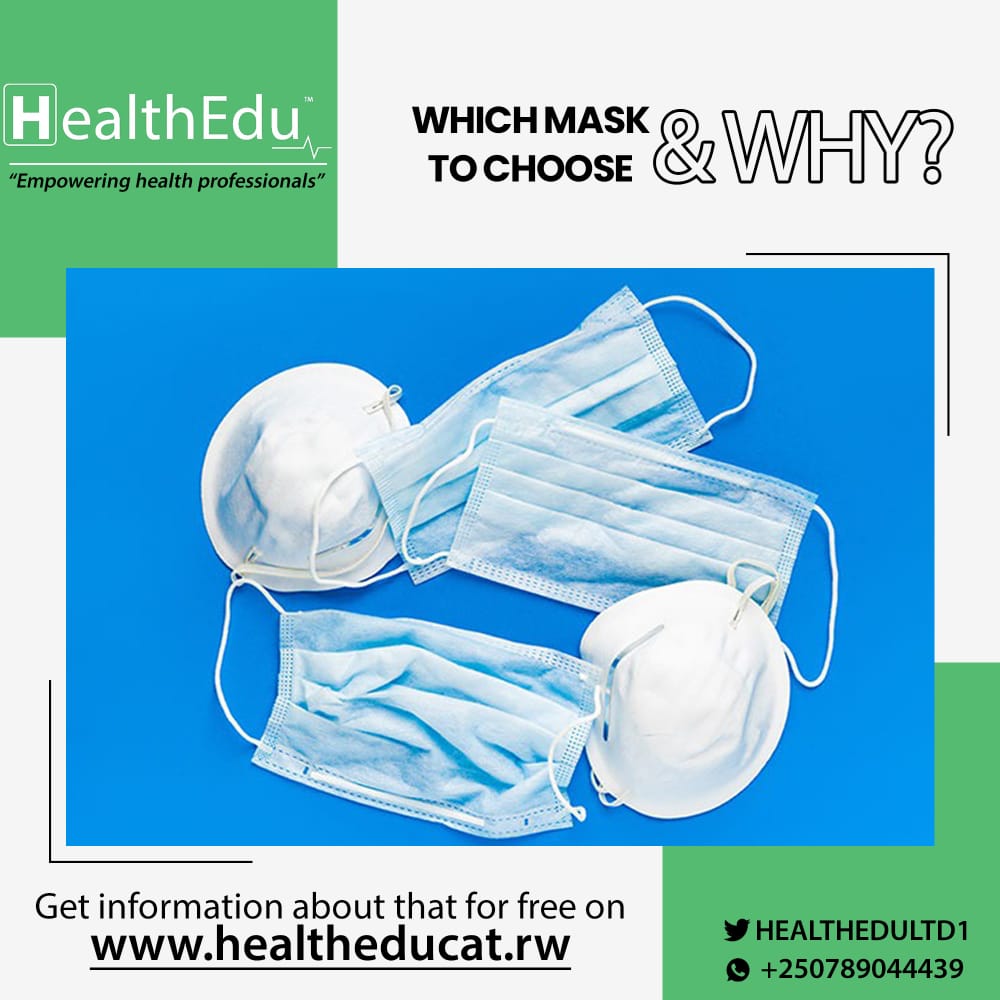 HealthEdu™
“Empowering health professionals”
WHICH MASK
TO CHOOSE
& WHY?
Get information about that for free on
www.healtheducat.rw
HEALTHEDULTD1
+250789044439